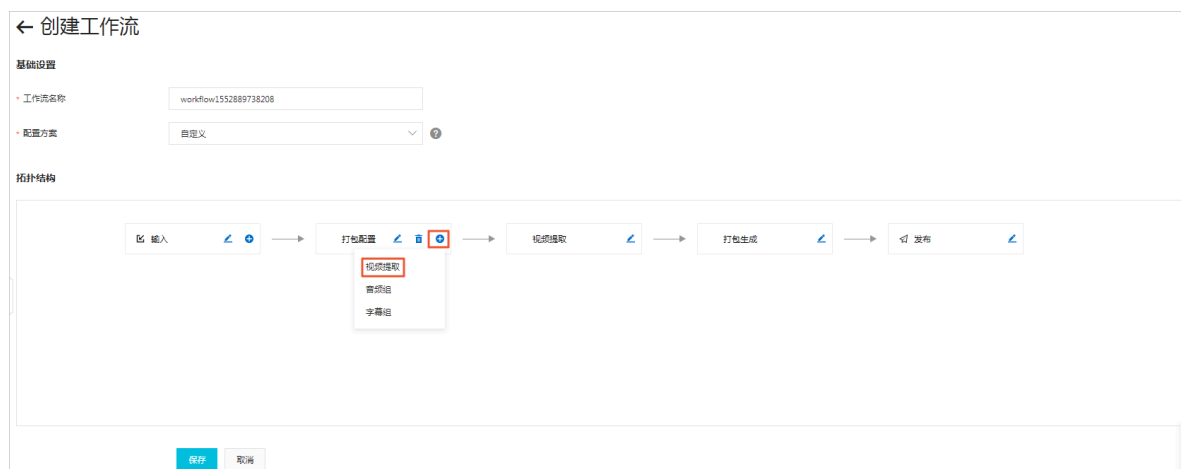 创建工作流
基础设置
* 工作流名称 workflow1552889738208
* 配置方案 自定义 ?
拓扑结构
输入 打包配置 视频提取 打包生成 发布
视频提取
音频组
字幕组
保存 取消